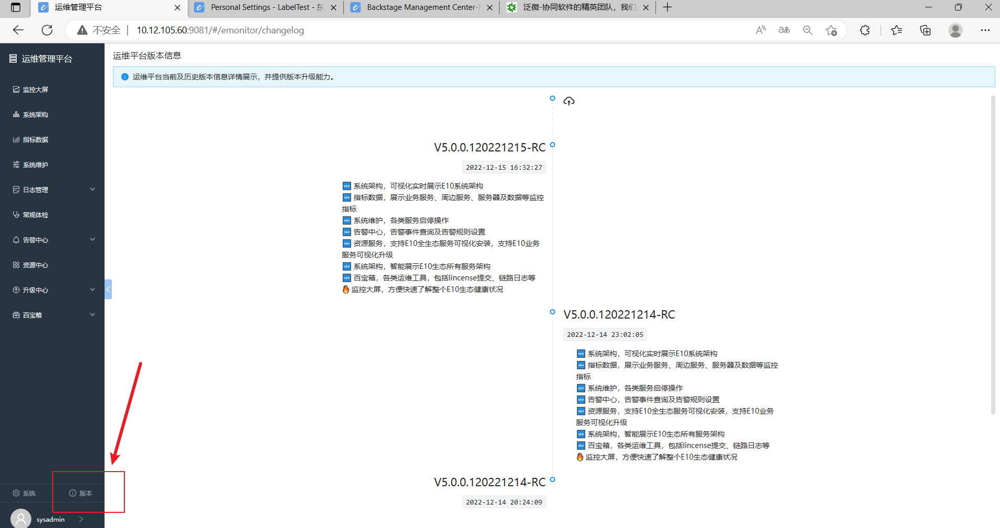 运维管理平台
Personal Settings - LabelTest - 东
Backstage Management Center-
泛微-协同软件的精英团队，我们
不安全
10.12.105.60:9081/#/emonitor/changelog
运维管理平台
监控大屏
系统架构
指标数据
系统维护
日志管理
常规体检
告警中心
资源中心
升级中心
百宝箱
系统
版本
sysadmin
运维平台版本信息
运维平台当前及历史版本信息详情展示，并提供版本升级能力。
V5.0.0.120221215-RC
2022-12-15 16:32:27
系统架构，可视化实时展示E10系统架构
指标数据，展示业务服务、周边服务、服务器及数据等监控
指标
系统维护，各类服务启停操作
告警中心，告警事件查询及告警规则设置
资源服务，支持E10全生态服务可视化安装，支持E10业务
服务可视化升级
系统架构，智能展示E10生态所有服务架构
百宝箱，各类运维工具，包括lincense提交、链路日志等
监控大屏，方便快速了解整个E10生态健康状况
V5.0.0.120221214-RC
2022-12-14 23:02:05
系统架构，可视化实时展示E10系统架构
指标数据，展示业务服务、周边服务、服务器及数据等监控
指标
系统维护，各类服务启停操作
告警中心，告警事件查询及告警规则设置
资源服务，支持E10全生态服务可视化安装，支持E10业务
服务可视化升级
系统架构，智能展示E10生态所有服务架构
百宝箱，各类运维工具，包括lincense提交、链路日志等
监控大屏，方便快速了解整个E10生态健康状况
V5.0.0.120221214-RC
2022-12-14 20:24:09